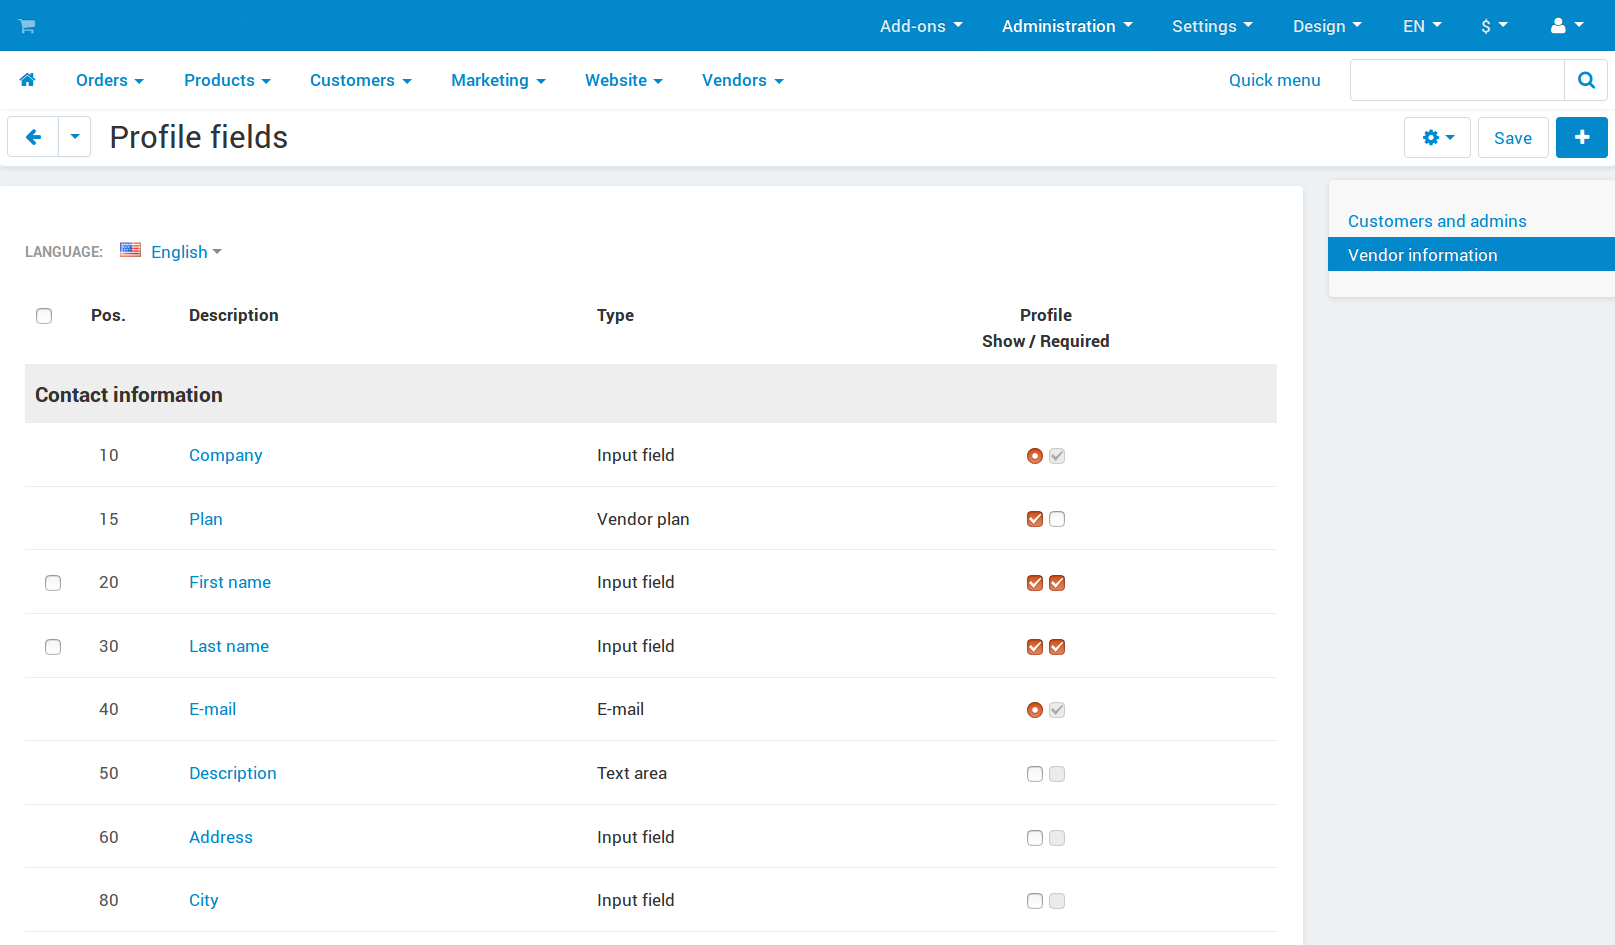 Add-ons Administration Settings Design EN $
Orders Products Customers Marketing Website Vendors Quick menu
Profile fields Save
Customers and admins
Vendor information
LANGUAGE: English
Pos. Description Type Profile
Show / Required
Contact information
10 Company Input field
15 Plan Vendor plan
20 First name Input field
30 Last name Input field
40 E-mail E-mail
50 Description Text area
60 Address Input field
80 City Input field